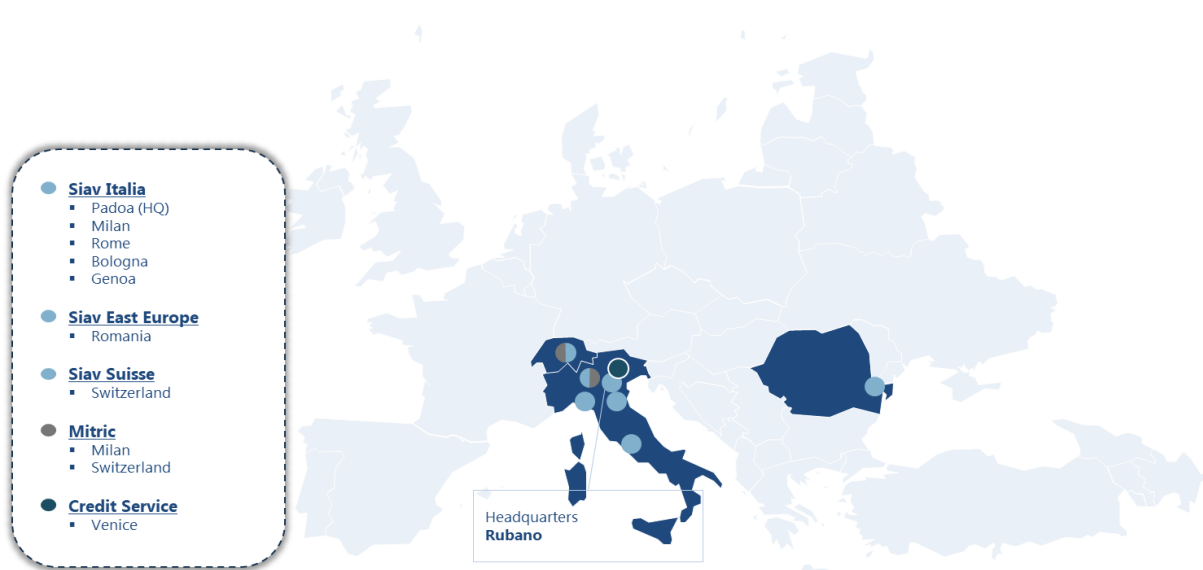 Siav Italia
▪ Padoa (HQ)
▪ Milan
▪ Rome
▪ Bologna
▪ Genoa
Siav East Europe
▪ Romania
Siav Suisse
▪ Switzerland
Mitric
▪ Milan
▪ Switzerland
Credit Service
▪ Venice
Headquarters
Rubano